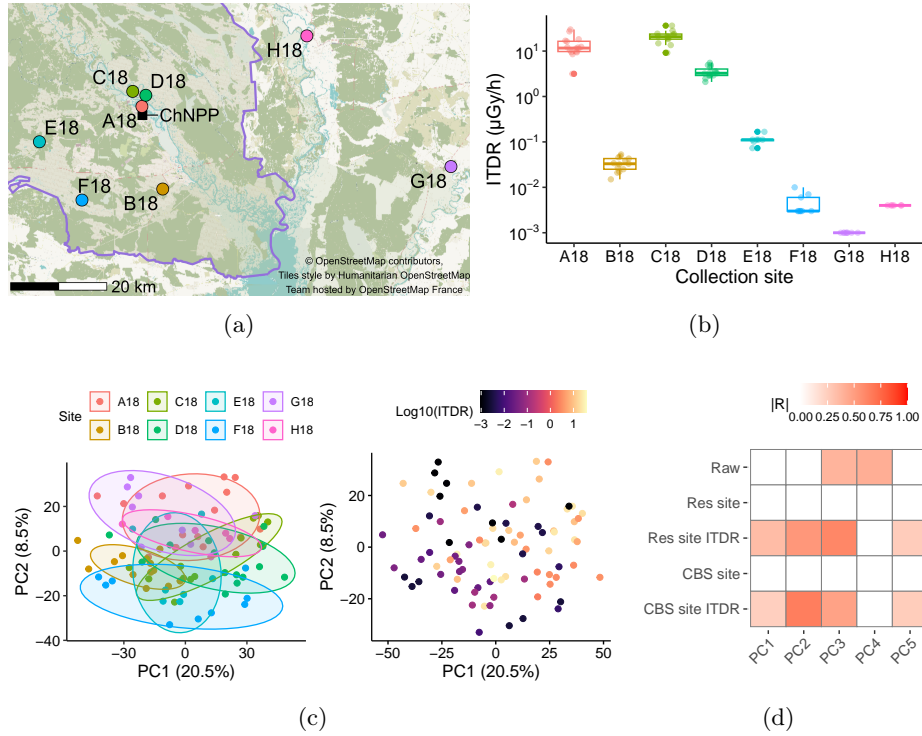 H18
C18
D18
A18
ChNPP
E18
G18
F18
B18
© OpenStreetMap contributors,
Tiles style by Humanitarian OpenStreetMap
Team hosted by OpenStreetMap France
20 km
(a)
ITDR (µGy/h)
10¹
10⁻¹
10⁻²
10⁻³
A18 B18 C18 D18 E18 F18 G18 H18
Collection site
(b)
Site
A18 C18 E18 G18
B18 D18 F18 H18
PC2 (8.5%)
20
0
−20
−40
−30 0 30
PC1 (20.5%)
Log10(ITDR)
−3 −2 −1 0 1
PC2 (8.5%)
20
0
−20
−50 −25 0 25 50
PC1 (20.5%)
(c)
|R|
0.00 0.25 0.50 0.75 1.00
Raw
Res site
Res site ITDR
CBS site
CBS site ITDR
PC1 PC2 PC3 PC4 PC5
(d)